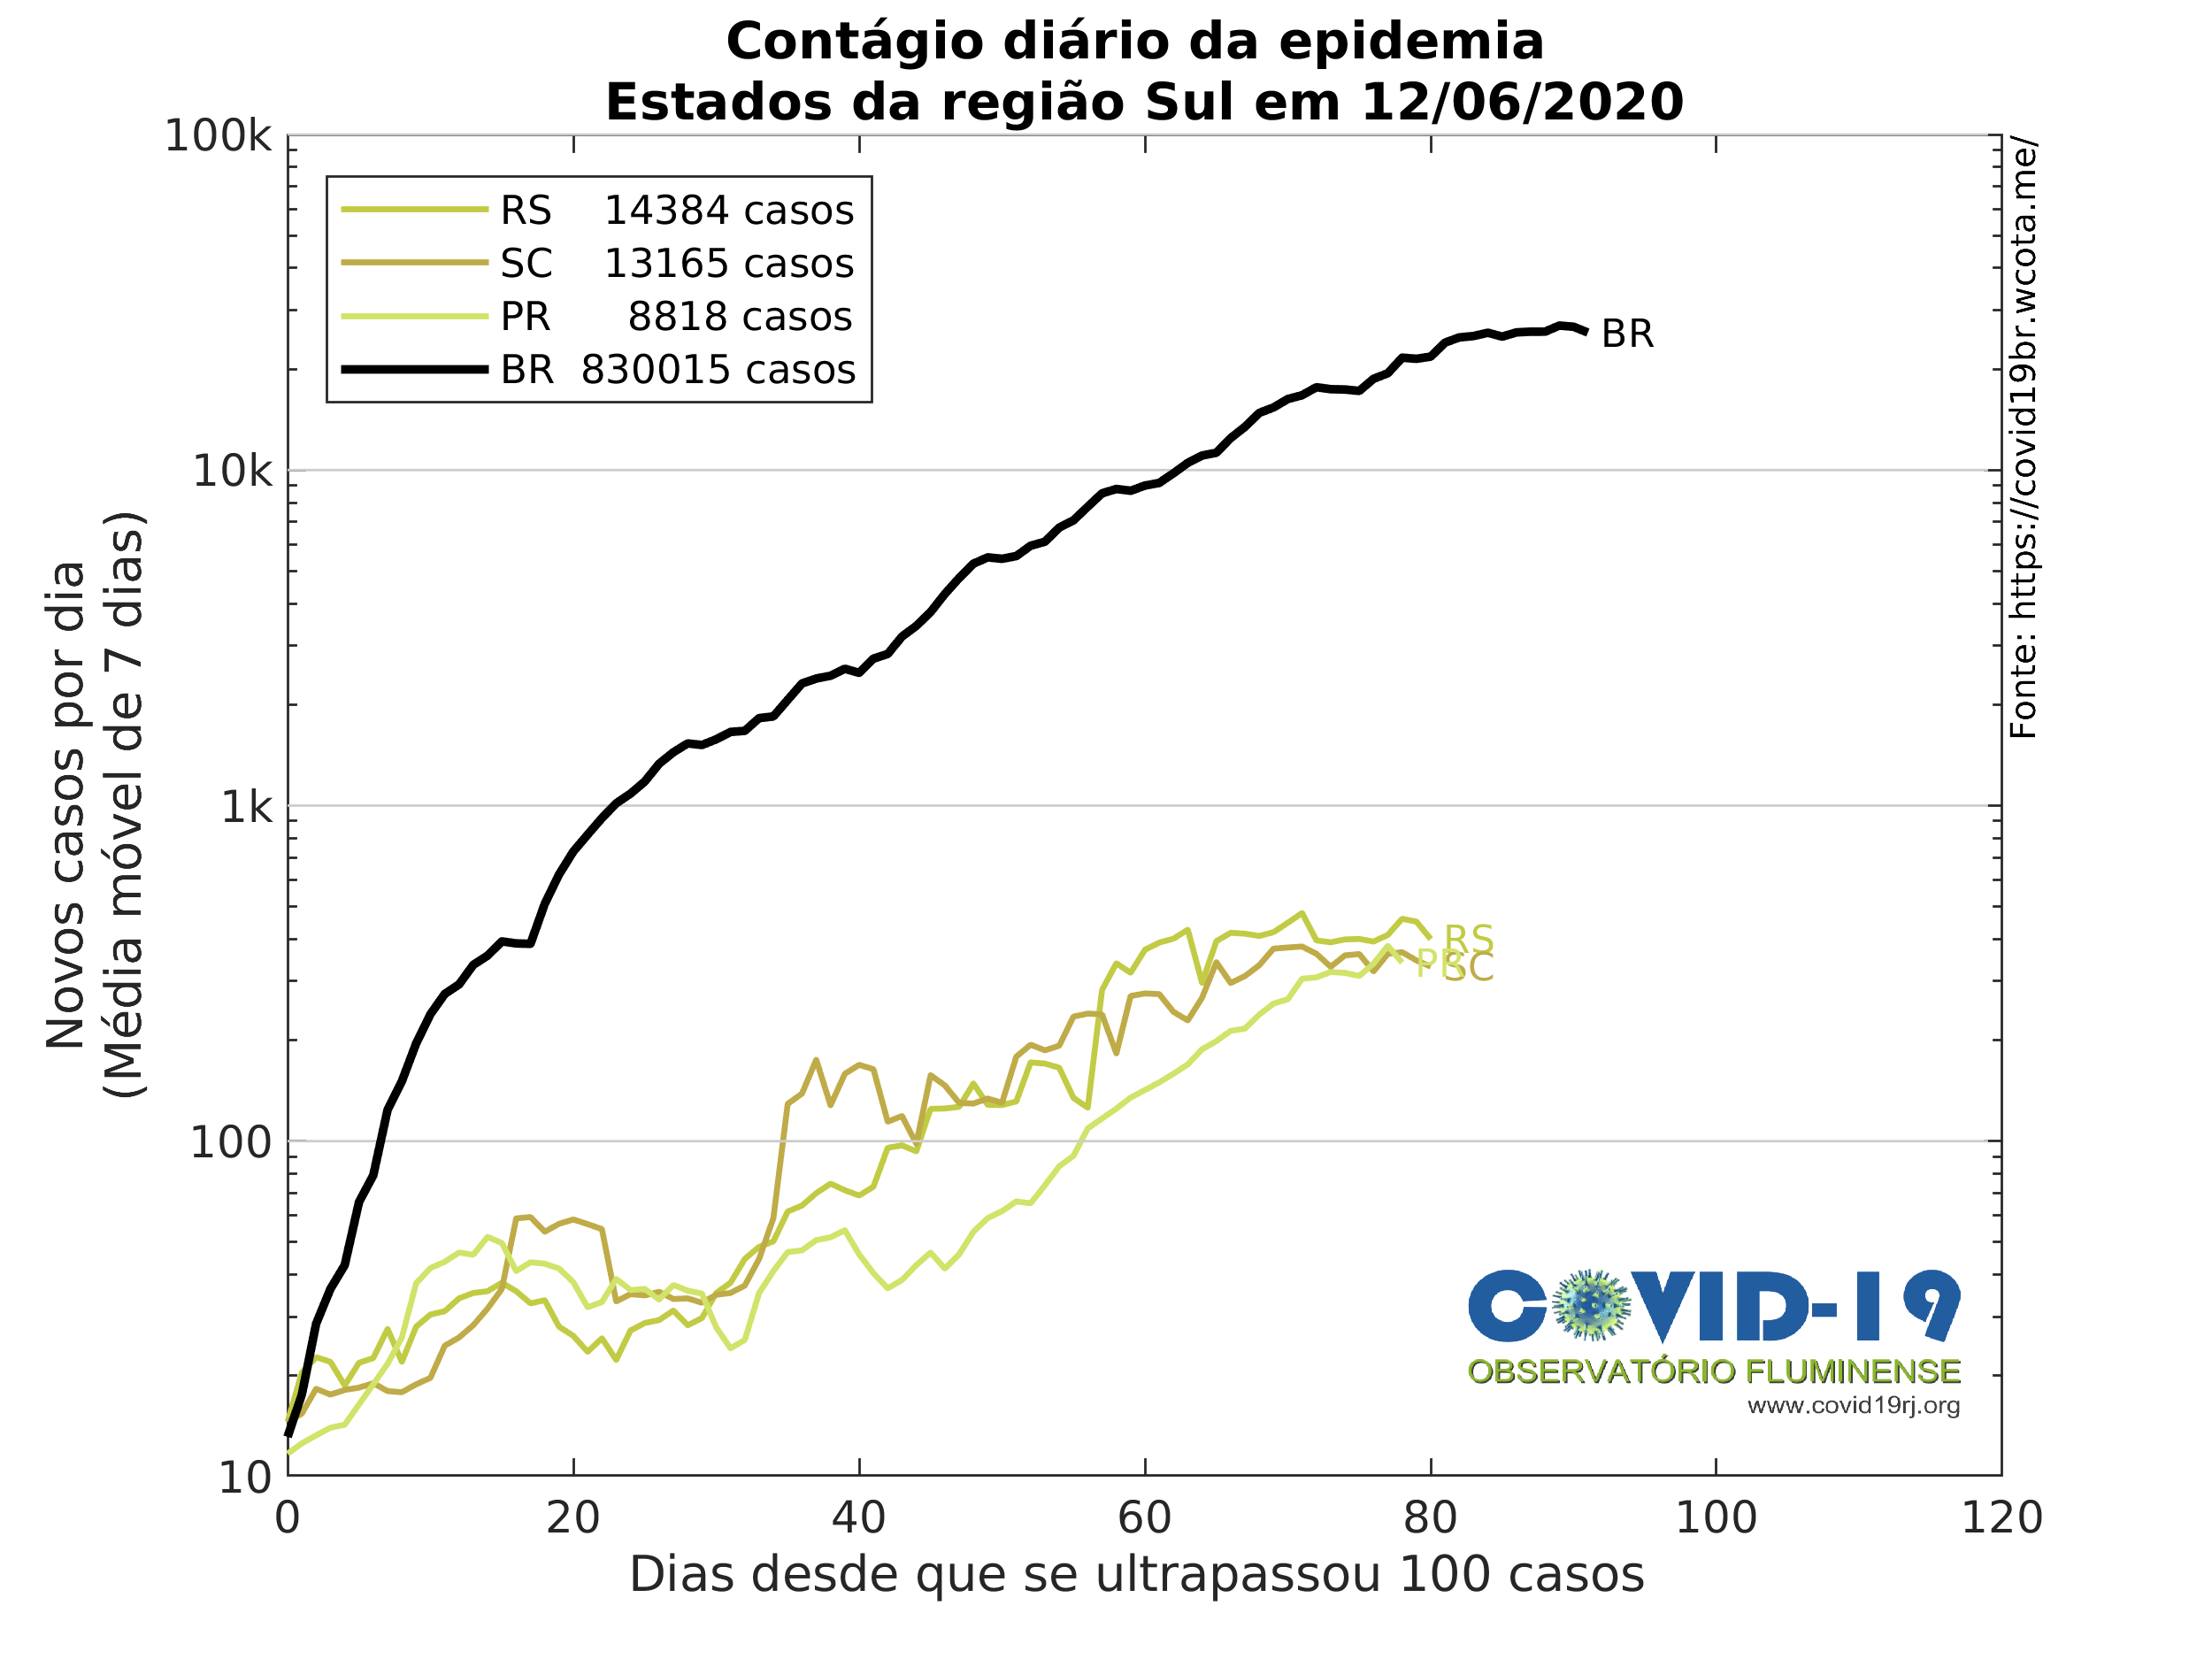 Contágio diário da epidemia
Estados da região Sul em 12/06/2020
100k
10k
1k
100
10
Novos casos por dia
(Média móvel de 7 dias)
RS 14384 casos
SC 13165 casos
PR 8818 casos
BR 830015 casos
BR
RS
PR
SC
Fonte: https://covid19br.wcota.me/
COVID-19
OBSERVATÓRIO FLUMINENSE
www.covid19rj.org
0 20 40 60 80 100 120
Dias desde que se ultrapassou 100 casos